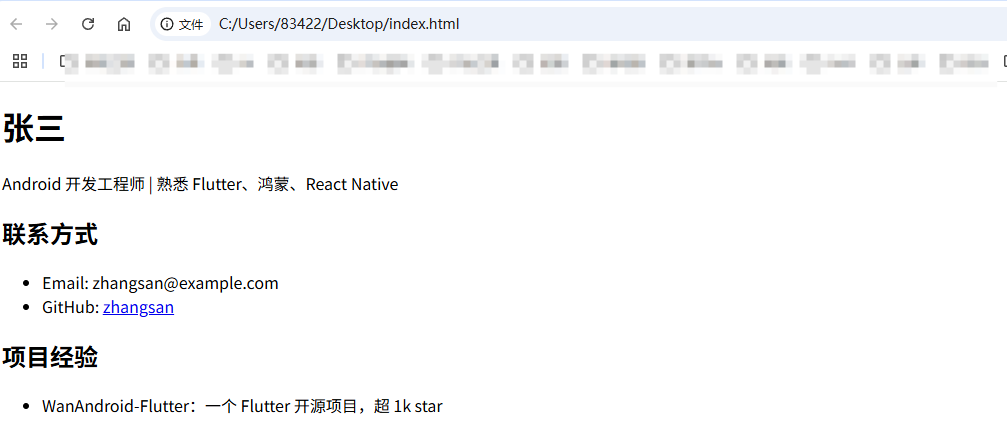 文件 C:/Users/83422/Desktop/index.html
张三
Android 开发工程师 | 熟悉 Flutter、鸿蒙、React Native
联系方式
Email: zhangsan@example.com
GitHub: zhangsan
项目经验
WanAndroid-Flutter：一个 Flutter 开源项目，超 1k star